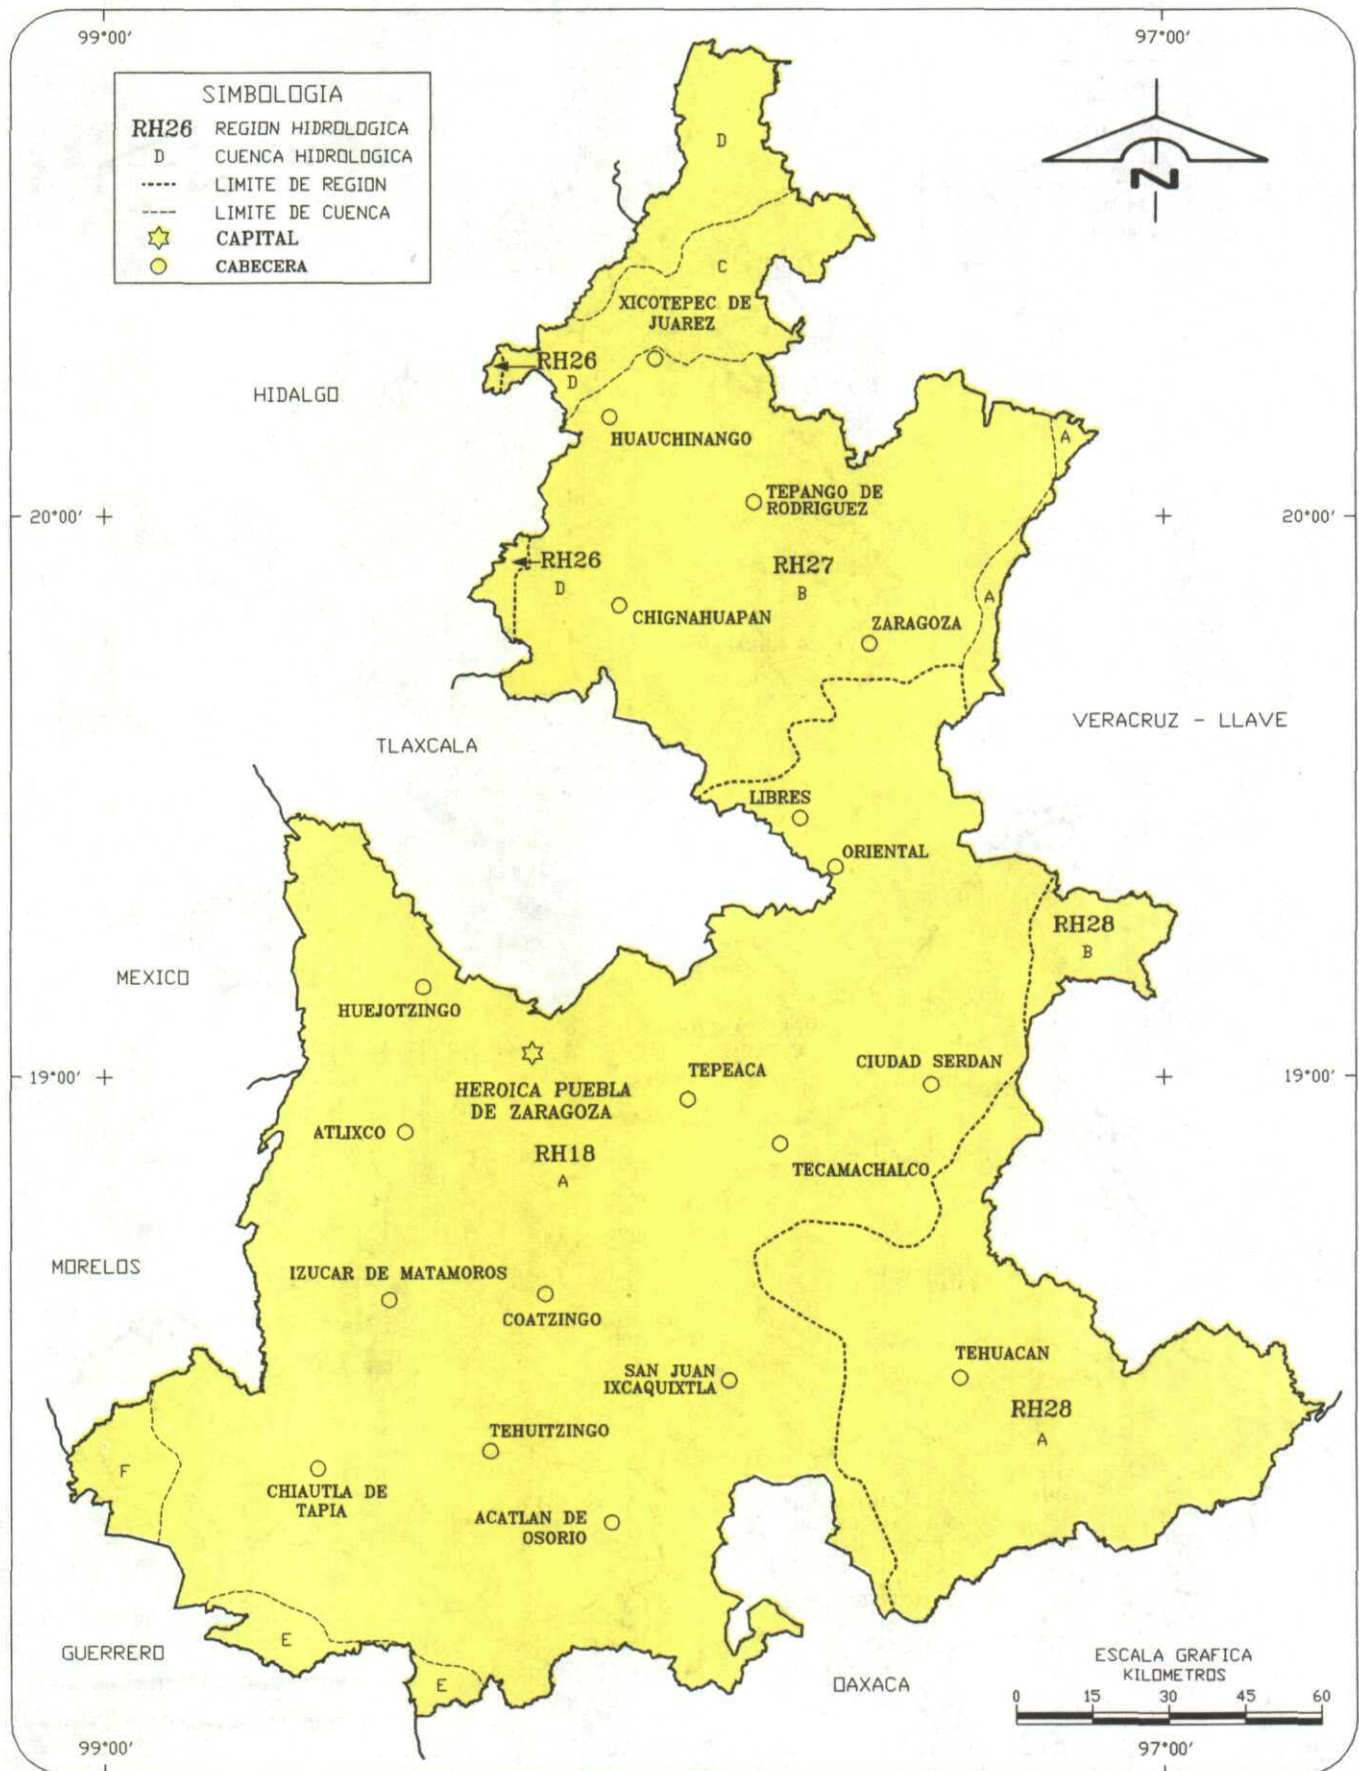 99°00'
97°00'
SIMBOLOGIA
RH26 REGION HIDROLOGICA
D CUENCA HIDROLOGICA
LIMITE DE REGION
LIMITE DE CUENCA
CAPITAL
CABECERA
N
D
C
XICOTEPEC DE
JUAREZ
RH26
D
HIDALGO
HUAUCHINANGO
A
TEPANGO DE
RODRIGUEZ
20°00'
20°00'
RH26
D
RH27
B
A
CHIGNAHUAPAN
ZARAGOZA
TLAXCALA
VERACRUZ - LLAVE
LIBRES
ORIENTAL
RH28
B
MEXICO
HUEJOTZINGO
19°00'
19°00'
HEROICA PUEBLA
DE ZARAGOZA
TEPEACA
CIUDAD SERDAN
ATLIXCO
RH18
A
TECAMACHALCO
MORELOS
IZUCAR DE MATAMOROS
COATZINGO
SAN JUAN
IXCAQUIXTLA
TEHUACAN
RH28
A
TEHUITZINGO
F
CHIAUTLA DE
TAPIA
ACATLAN DE
OSORIO
E
E
GUERRERO
OAXACA
ESCALA GRAFICA
KILOMETROS
0 15 30 45 60
99°00'
97°00'